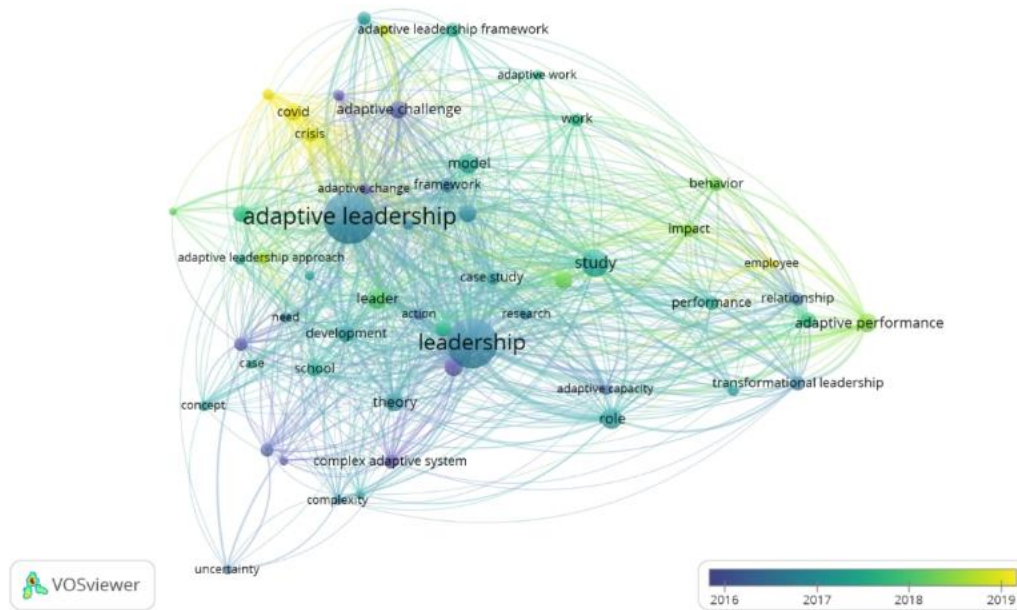 adaptive leadership framework
adaptive work
covid
adaptive challenge
work
crisis
model
adaptive change
framework
behavior
adaptive leadership
impact
adaptive leadership approach
study
employee
case study
leader
performance
relationship
need
action
research
adaptive performance
development
leadership
case
school
adaptive capacity
transformational leadership
concept
theory
role
complex adaptive system
complexity
uncertainty
VOSviewer
2016 2017 2018 2019